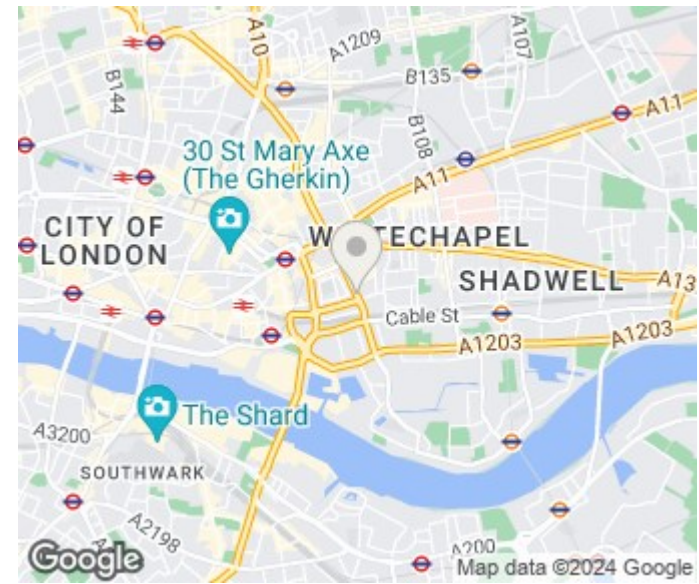 A10
A1209
A107
B144
B135
A11
B108
30 St Mary Axe
(The Gherkin)
A11
CITY OF
LONDON
SHADWELL
A13
Cable St
A1203
A1203
The Shard
A3200
SOUTHWARK
A2198
A200
Google
Map data ©2024 Google